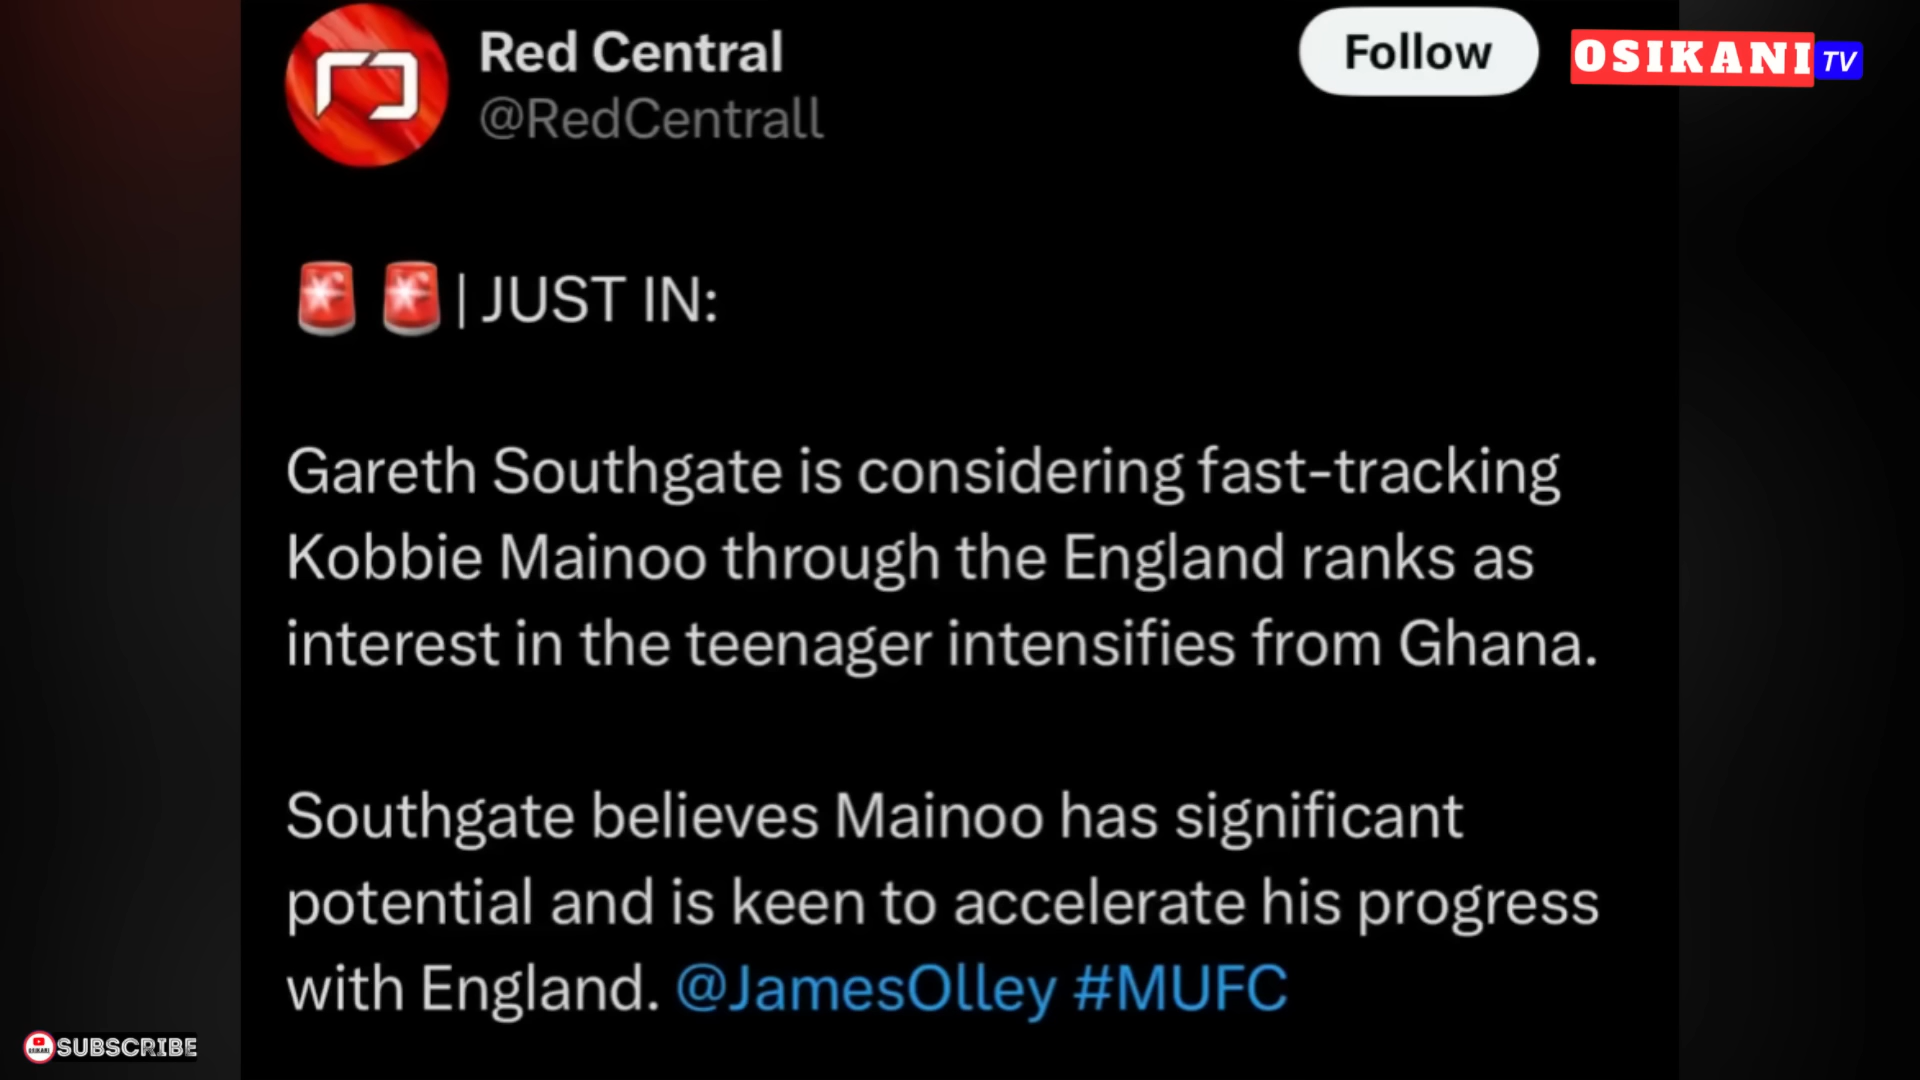 Red Central
@RedCentrall
Follow
OSIKANI TV
🚨 🚨 | JUST IN:
Gareth Southgate is considering fast-tracking
Kobbie Mainoo through the England ranks as
interest in the teenager intensifies from Ghana.
Southgate believes Mainoo has significant
potential and is keen to accelerate his progress
with England. @JamesOlley #MUFC
SUBSCRIBE